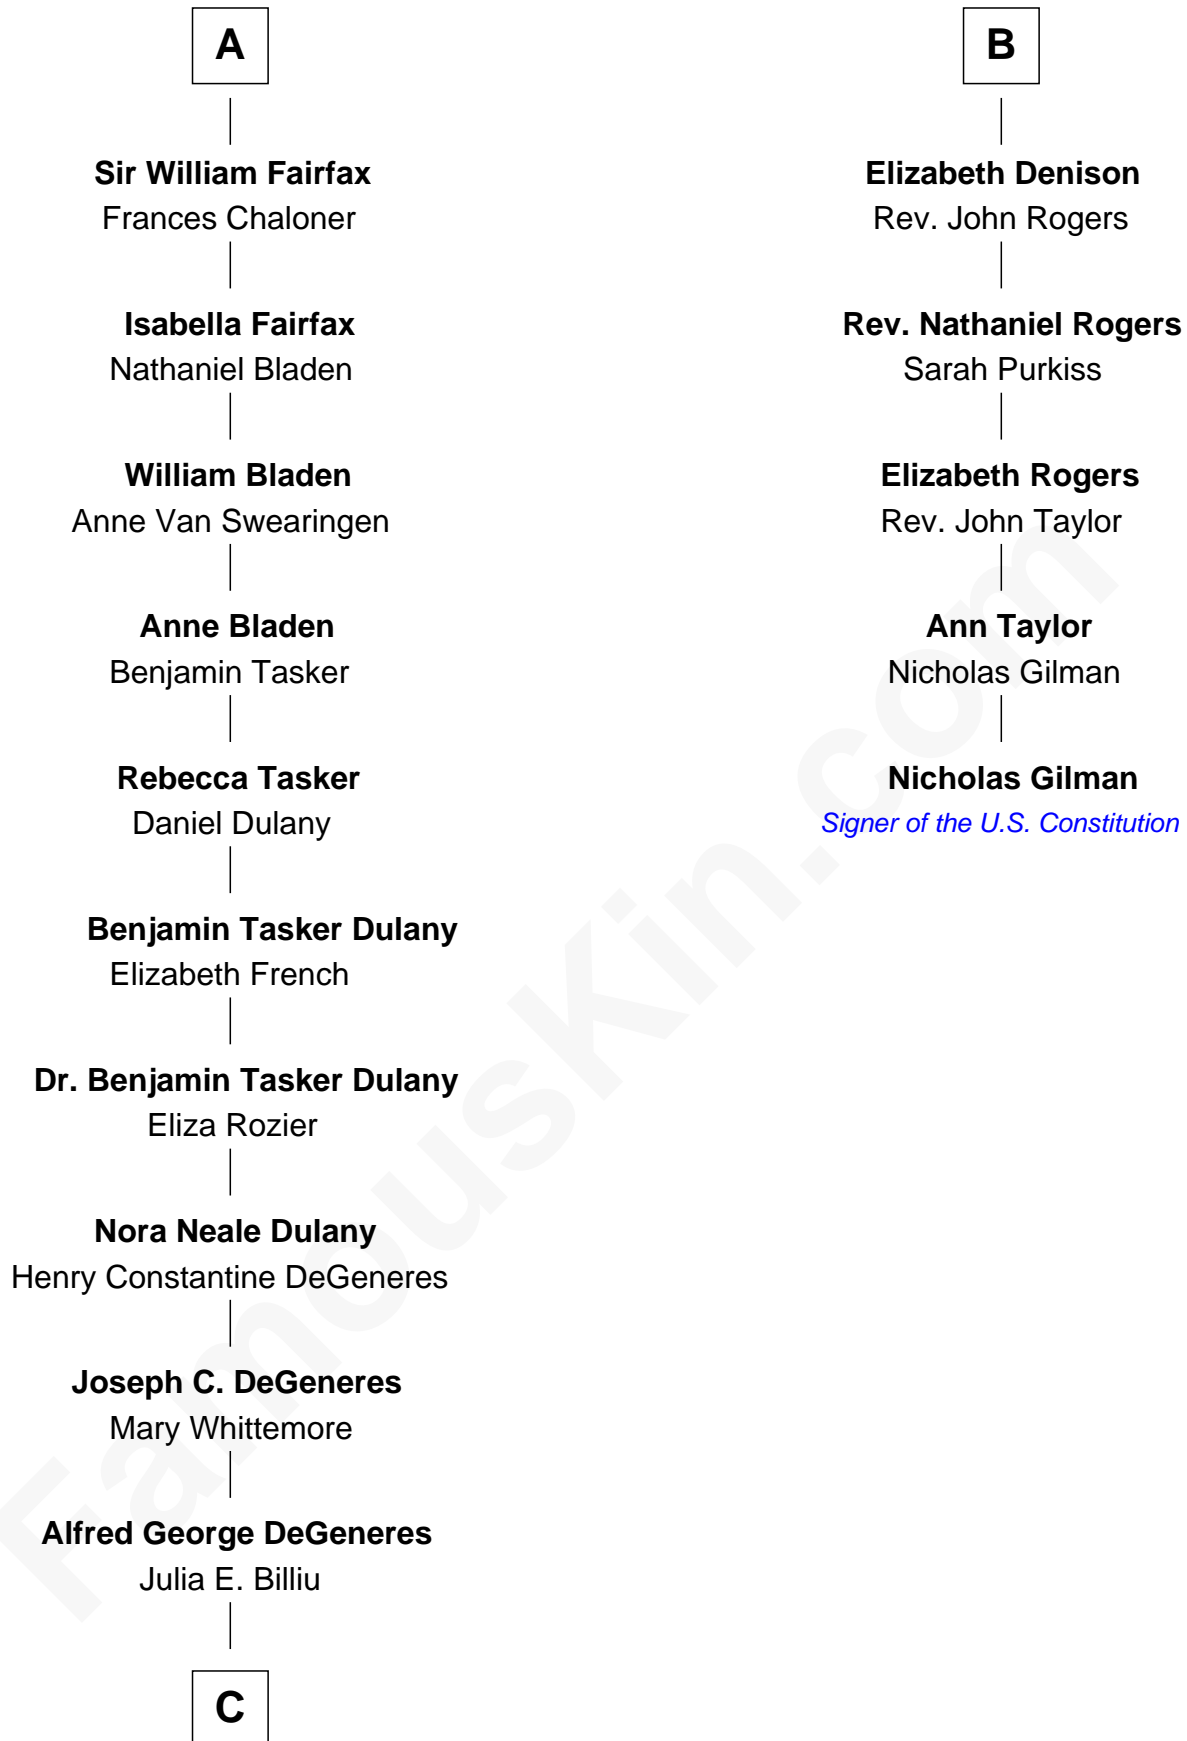 A
Sir William Fairfax
Frances Chaloner
Isabella Fairfax
Nathaniel Bladen
William Bladen
Anne Van Swearingen
Anne Bladen
Benjamin Tasker
Rebecca Tasker
Daniel Dulany
Benjamin Tasker Dulany
Elizabeth French
Dr. Benjamin Tasker Dulany
Eliza Rozier
Nora Neale Dulany
Henry Constantine DeGeneres
Joseph C. DeGeneres
Mary Whittemore
Alfred George DeGeneres
Julia E. Billiu
C
B
Elizabeth Denison
Rev. John Rogers
Rev. Nathaniel Rogers
Sarah Purkiss
Elizabeth Rogers
Rev. John Taylor
Ann Taylor
Nicholas Gilman
Nicholas Gilman
Signer of the U.S. Constitution
FamousKin.com